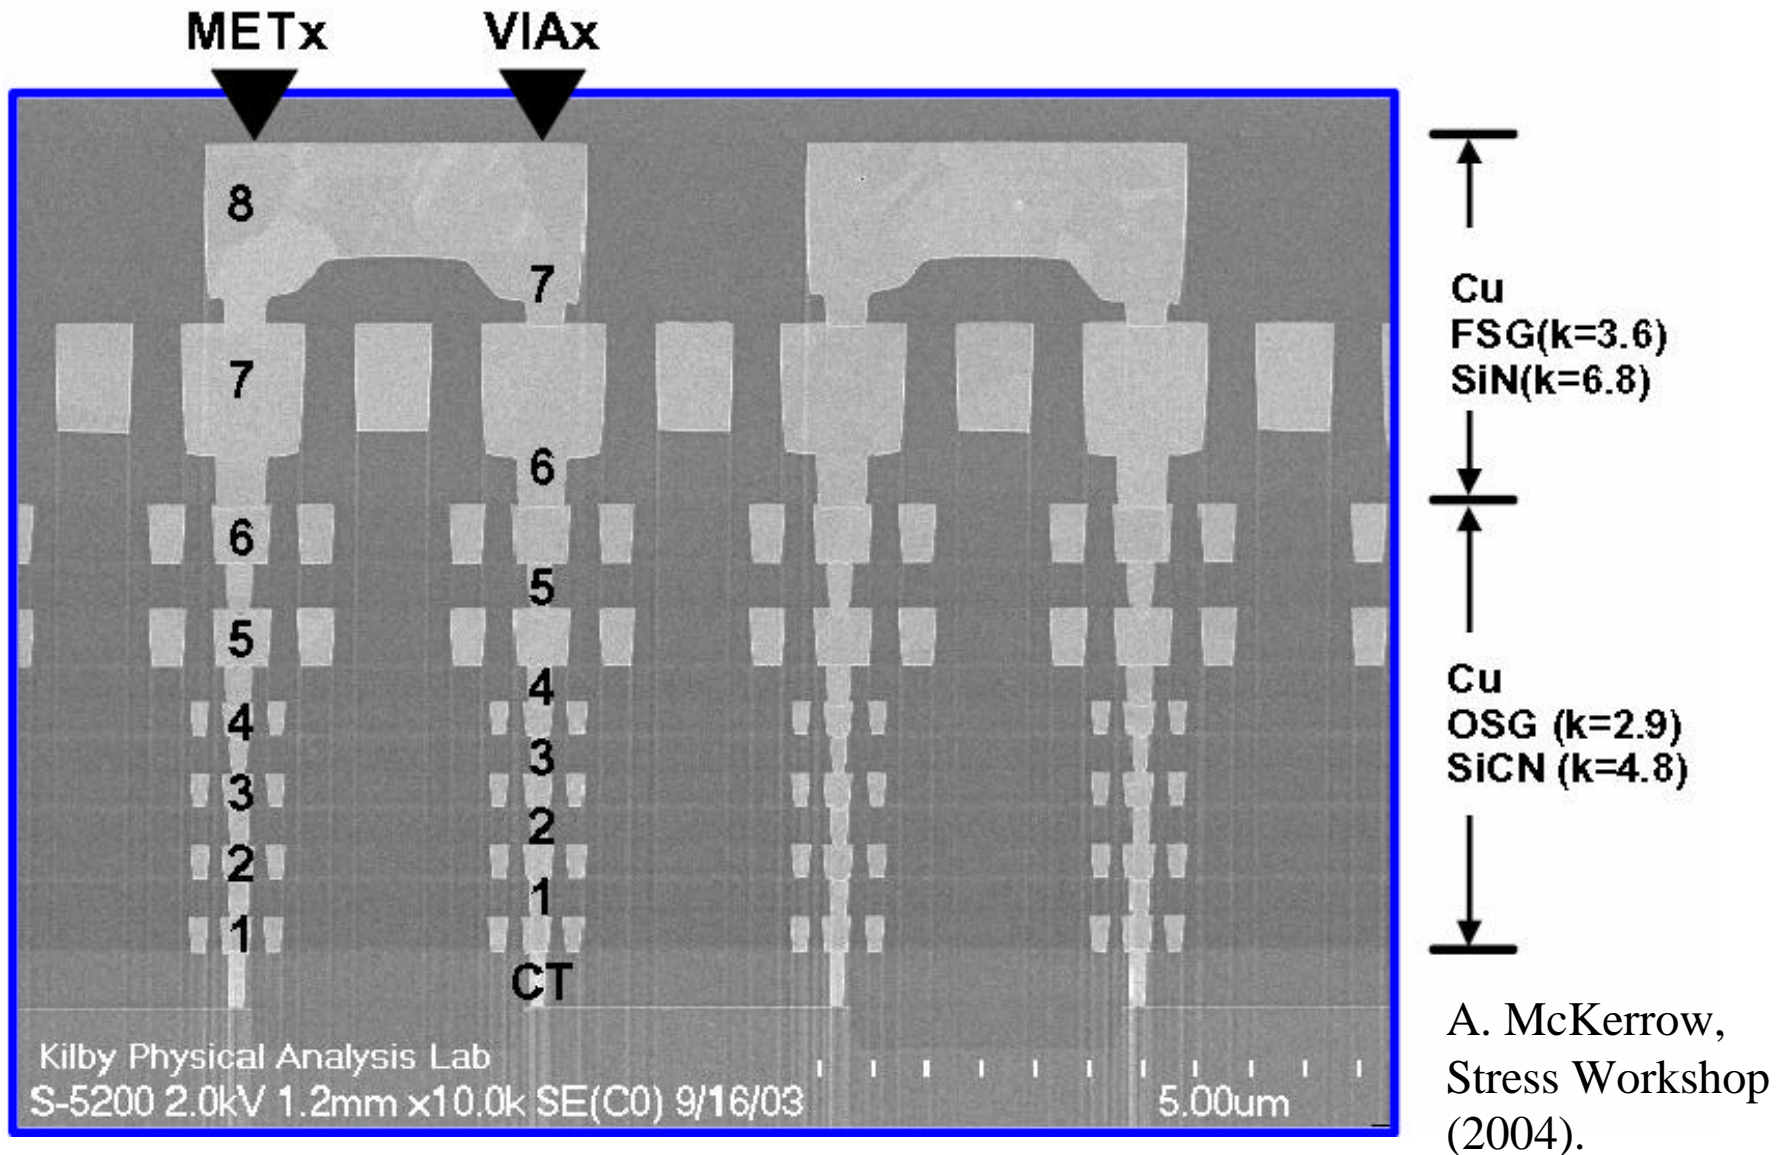 METx VIAx
8
7
7
6
6
5
5
4
4
3
3
2
2
1
1
CT
Cu
FSG(k=3.6)
SiN(k=6.8)
Cu
OSG (k=2.9)
SiCN (k=4.8)
Kilby Physical Analysis Lab
S-5200 2.0kV 1.2mm x10.0k SE(C0) 9/16/03
5.00um
A. McKerrow,
Stress Workshop
(2004).